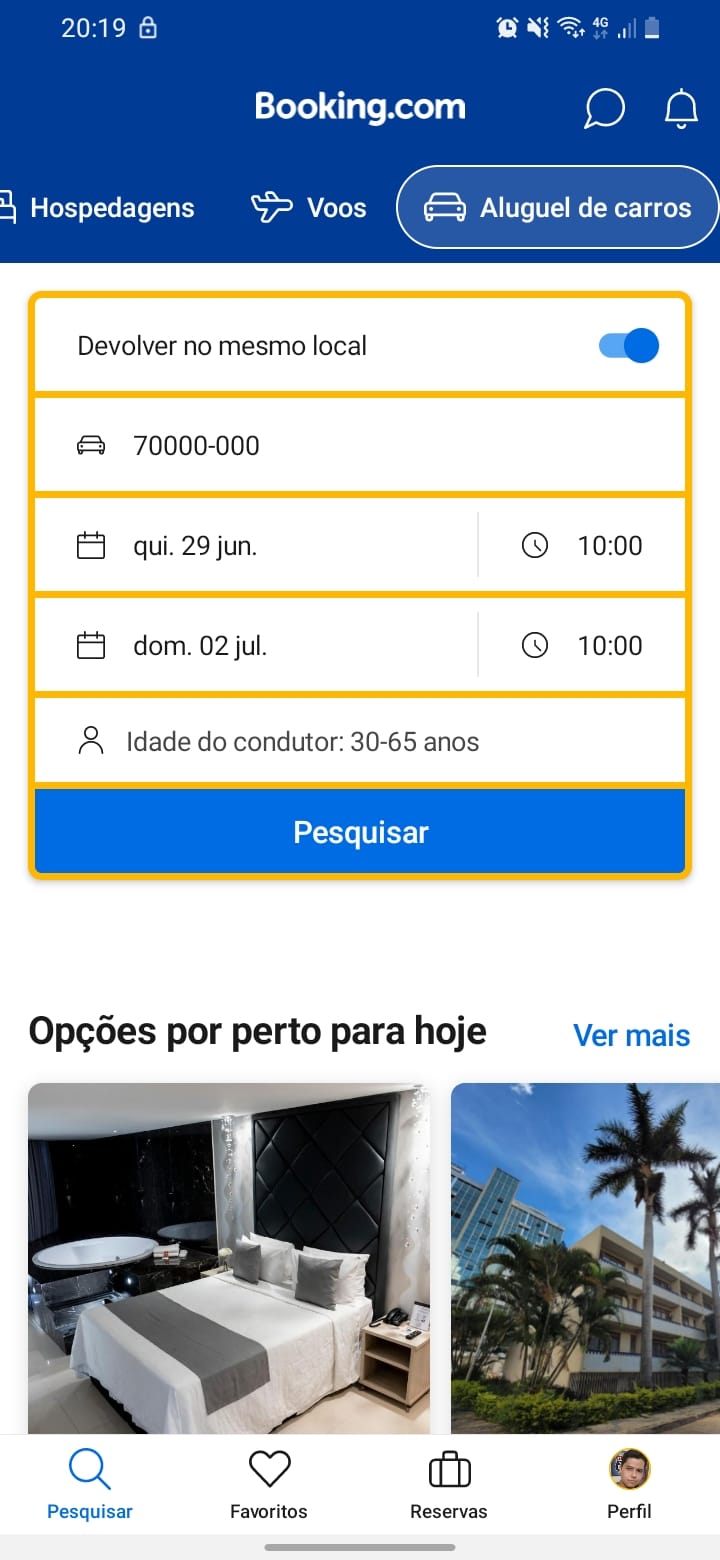 20:19
4G
Booking.com
Hospedagens Voos Aluguel de carros
Devolver no mesmo local
70000-000
qui. 29 jun. 10:00
dom. 02 jul. 10:00
Idade do condutor: 30-65 anos
Pesquisar
Opções por perto para hoje Ver mais
Pesquisar Favoritos Reservas Perfil